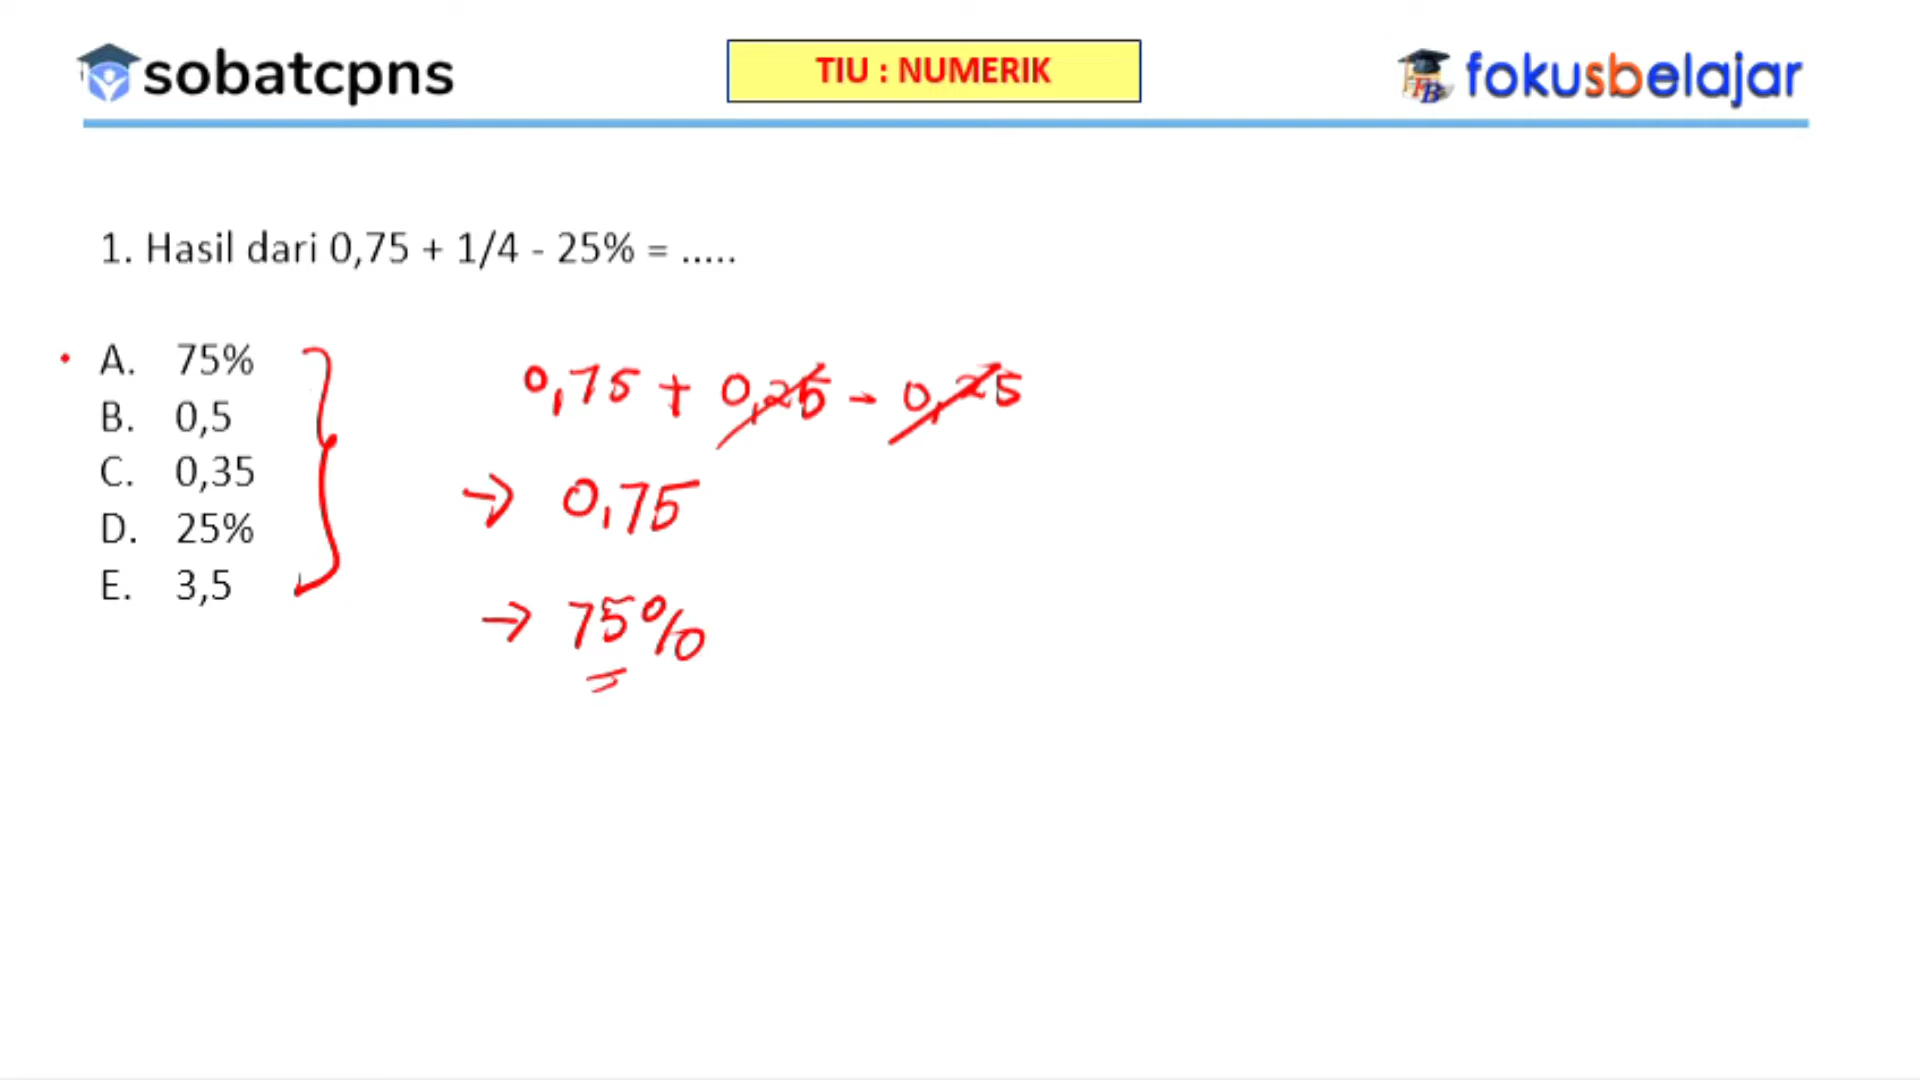 sobatcpns
TIU : NUMERIK
fokusbelajar
1. Hasil dari 0,75 + 1/4 - 25% = .....
A. 75%
B. 0,5
C. 0,35
D. 25%
E. 3,5
0,75 + 0,25 - 0,25
→ 0,75
→ 75%